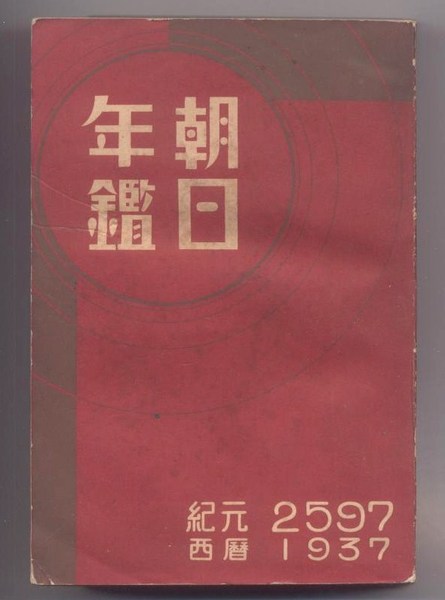 朝日
年鑑
紀元 2597
西暦 1937